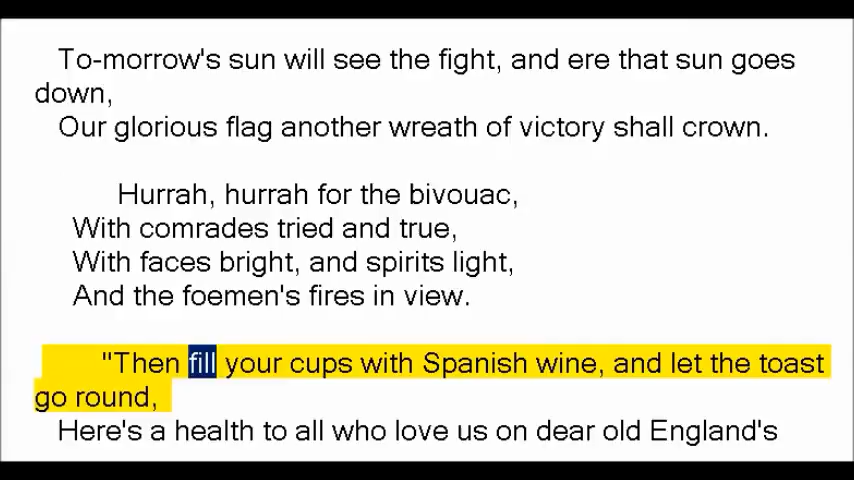 To-morrow's sun will see the fight, and ere that sun goes
down,
Our glorious flag another wreath of victory shall crown.
Hurrah, hurrah for the bivouac,
With comrades tried and true,
With faces bright, and spirits light,
And the foemen's fires in view.
"Then fill your cups with Spanish wine, and let the toast
go round,
Here's a health to all who love us on dear old England's